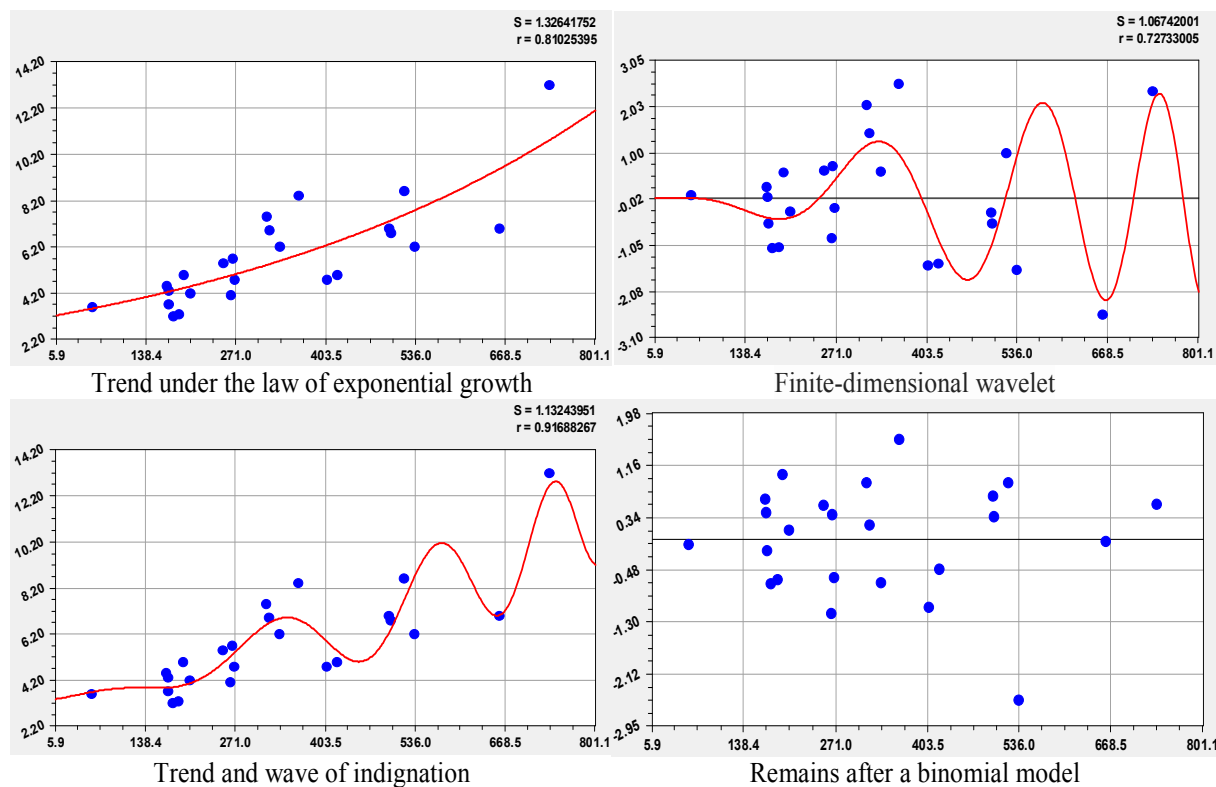 S = 1.32641752
r = 0.81025395
14.20
12.20
10.20
8.20
6.20
4.20
2.20
5.9 138.4 271.0 403.5 536.0 668.5 801.1
Trend under the law of exponential growth
S = 1.06742001
r = 0.72733005
3.05
2.03
1.00
-0.02
-1.05
-2.08
-3.10
5.9 138.4 271.0 403.5 536.0 668.5 801.1
Finite-dimensional wavelet
S = 1.13243951
r = 0.91688267
14.20
12.20
10.20
8.20
6.20
4.20
2.20
5.9 138.4 271.0 403.5 536.0 668.5 801.1
Trend and wave of indignation
1.98
1.16
0.34
-0.48
-1.30
-2.12
-2.95
5.9 138.4 271.0 403.5 536.0 668.5 801.1
Remains after a binomial model